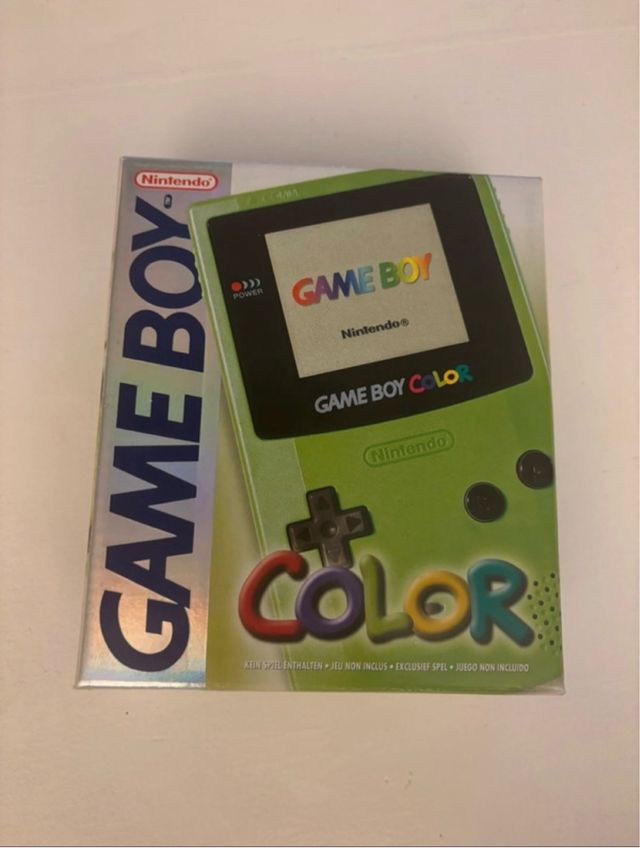 Nintendo®
GAME BOY
POWER
GAME BOY
Nintendo®
GAME BOY COLOR
Nintendo
COLOR
KEIN SPIEL ENTHALTEN • JEU NON INCLUS • EXCLUSIEF SPEL • JUEGO NON INCLUIDO